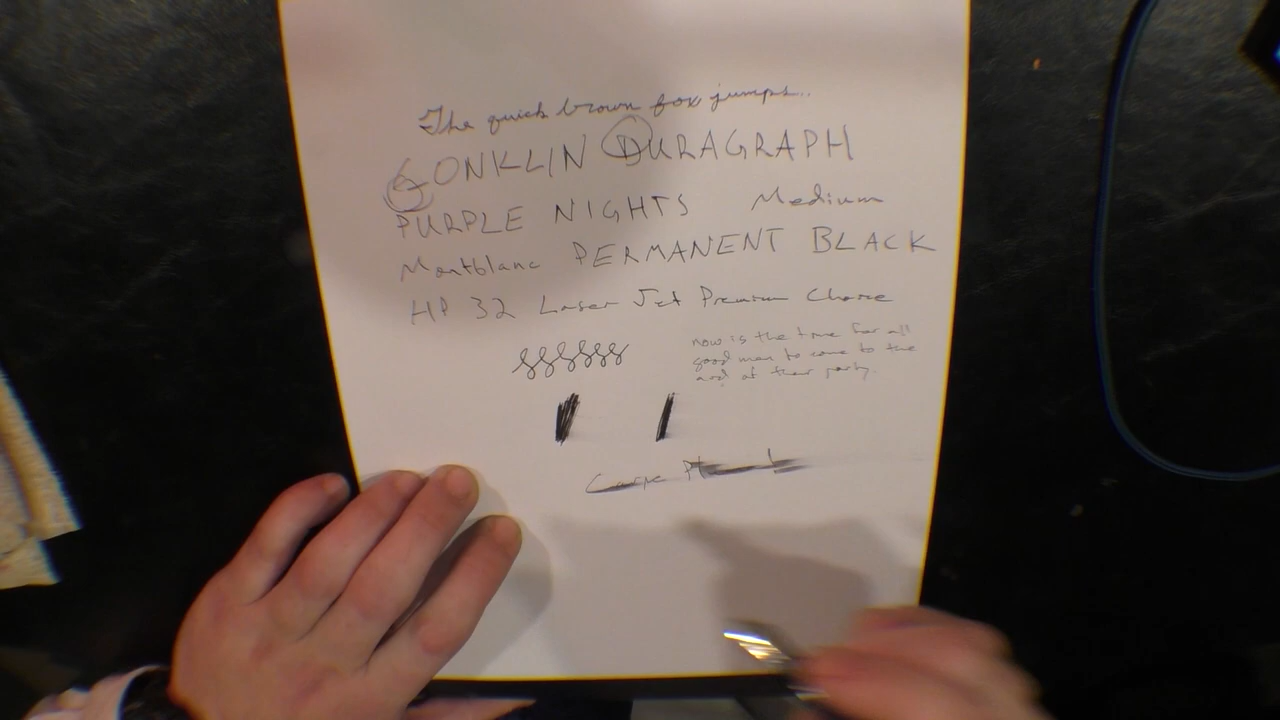 The quick brown fox jumps...
CONKLIN DURAGRAPH
PURPLE NIGHTS Medium
Montblanc PERMANENT BLACK
HP 32 Laser Jet Premium Choice
now is the time for all
good men to come to the
aid of their party.
Carpe